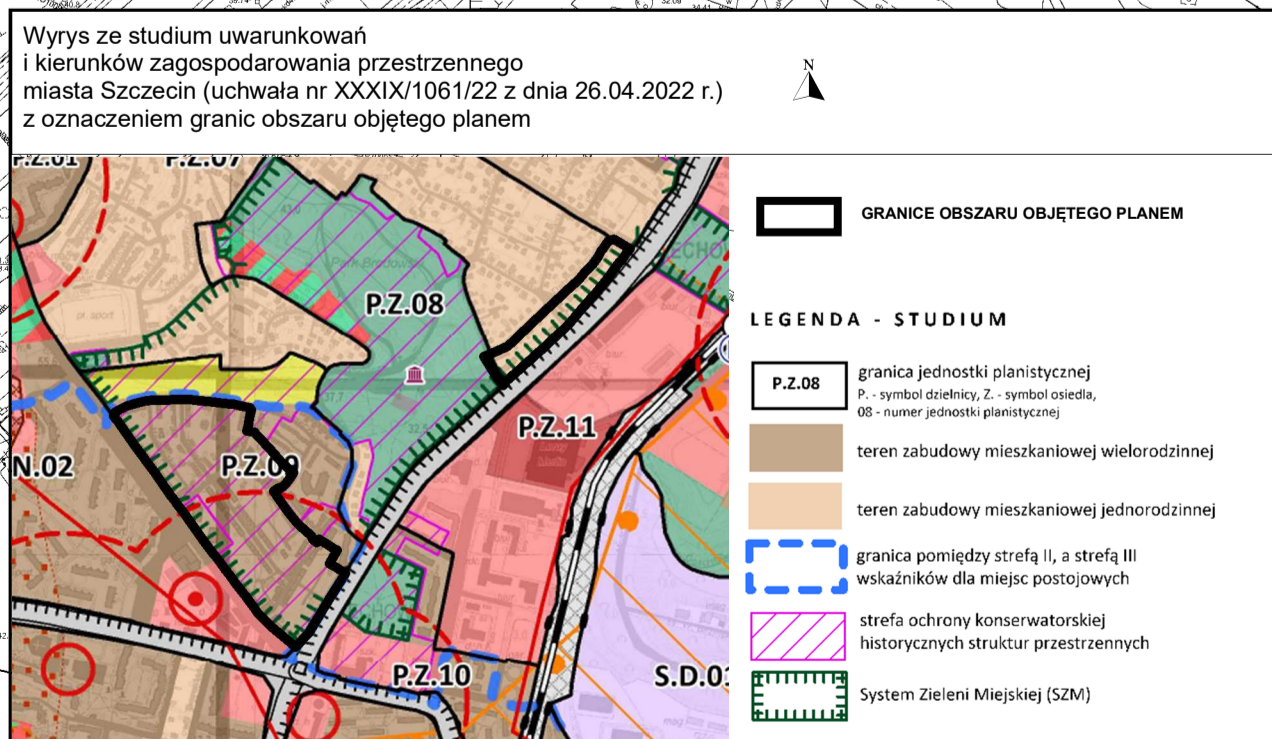 Wyrys ze studium uwarunkowań
i kierunków zagospodarowania przestrzennego
miasta Szczecin (uchwała nr XXXIX/1061/22 z dnia 26.04.2022 r.)
z oznaczeniem granic obszaru objętego planem
N
P.Z.01
P.Z.07
P.Z.08
P.Z.11
P.Z.09
N.02
P.Z.10
S.D.01
GRANICE OBSZARU OBJĘTEGO PLANEM
LEGENDA - STUDIUM
P.Z.08
granica jednostki planistycznej
P. - symbol dzielnicy, Z. - symbol osiedla,
08 - numer jednostki planistycznej
teren zabudowy mieszkaniowej wielorodzinnej
teren zabudowy mieszkaniowej jednorodzinnej
granica pomiędzy strefą II, a strefą III
wskaźników dla miejsc postojowych
strefa ochrony konserwatorskiej
historycznych struktur przestrzennych
System Zieleni Miejskiej (SZM)